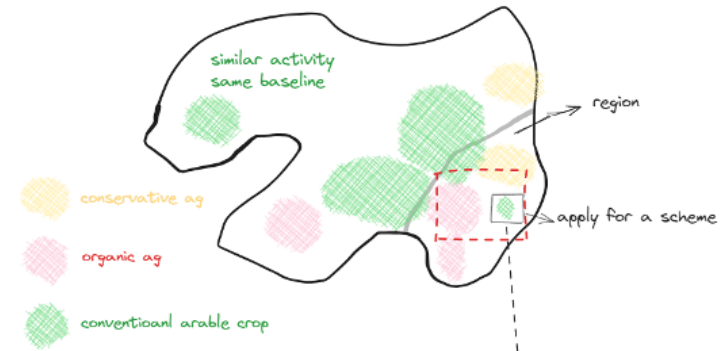 similar activity
same baseline
region
conservative ag
apply for a scheme
organic ag
conventioanl arable crop